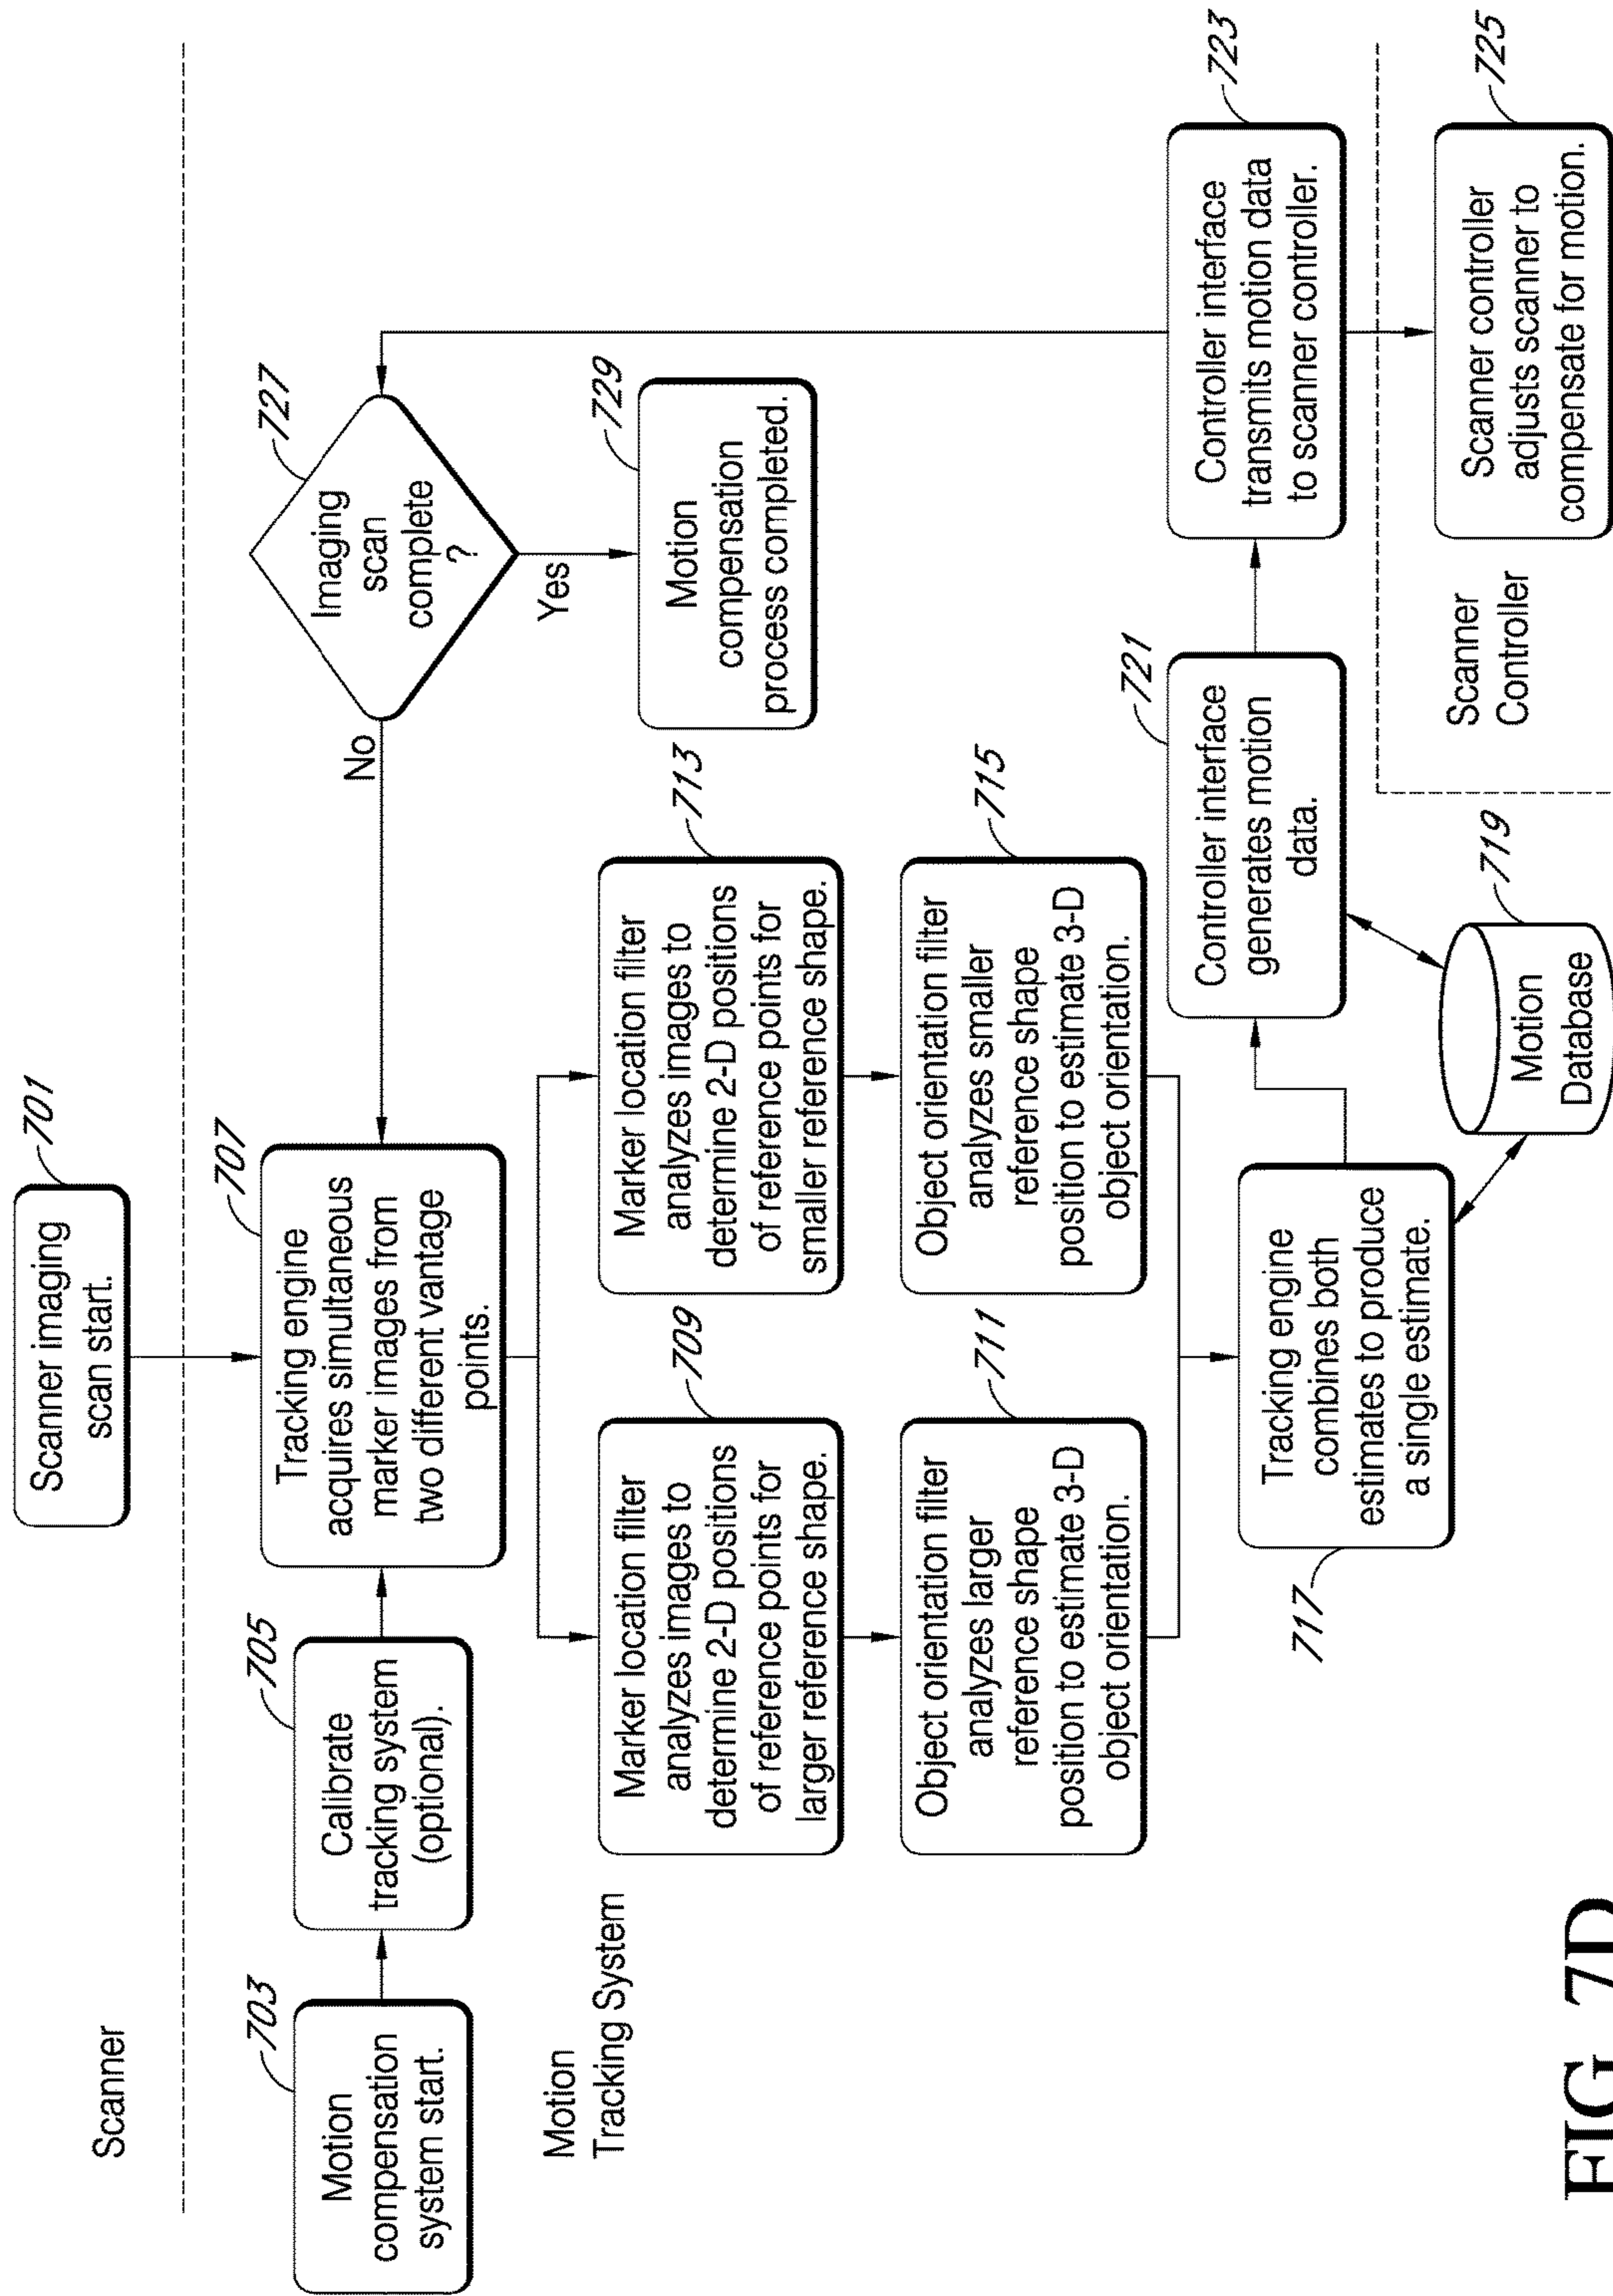 Scanner
701
Scanner imaging
scan start.
703
Motion
compensation
system start.
705
Calibrate
tracking system
(optional).
707
Tracking engine
acquires simultaneous
marker images from
two different vantage
points.
No
727
Imaging
scan
complete
?
Yes
729
Motion
compensation
process completed.
Motion
Tracking System
709
Marker location filter
analyzes images to
determine 2-D positions
of reference points for
larger reference shape.
713
Marker location filter
analyzes images to
determine 2-D positions
of reference points for
smaller reference shape.
711
Object orientation filter
analyzes larger
reference shape
position to estimate 3-D
object orientation.
715
Object orientation filter
analyzes smaller
reference shape
position to estimate 3-D
object orientation.
717
Tracking engine
combines both
estimates to produce
a single estimate.
719
Motion
Database
721
Controller interface
generates motion
data.
723
Controller interface
transmits motion data
to scanner controller.
Scanner
Controller
725
Scanner controller
adjusts scanner to
compensate for motion.
FIG. 7D